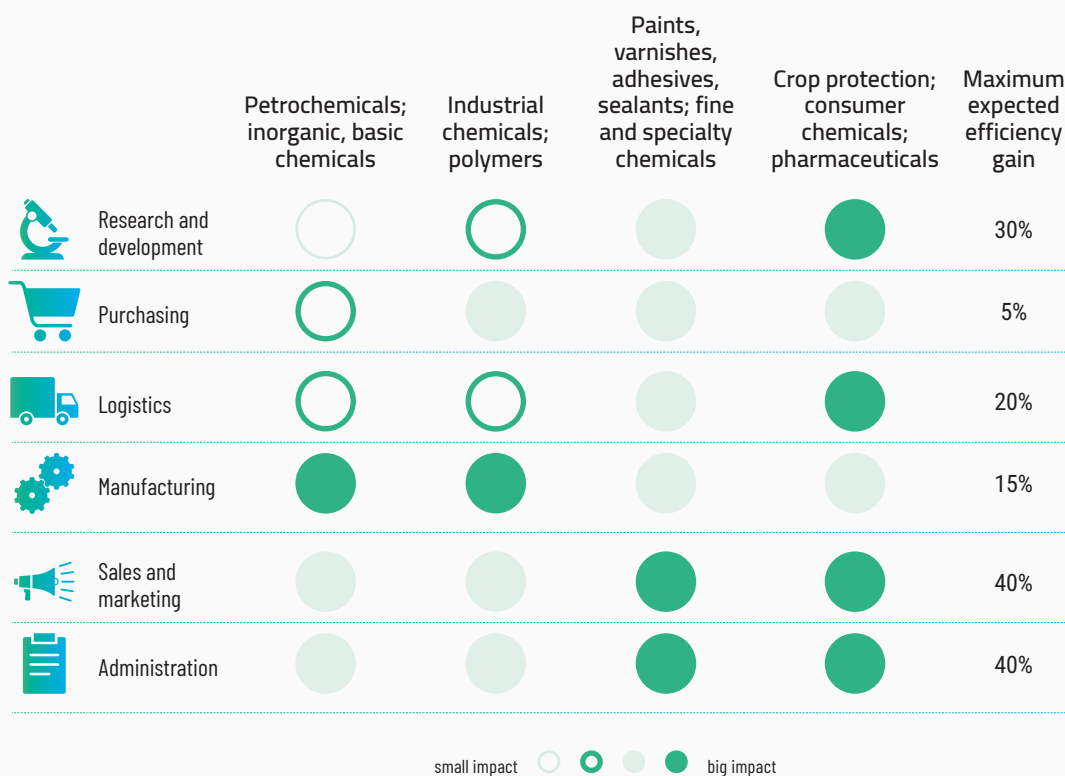 Petrochemicals;
inorganic, basic
chemicals
Industrial
chemicals;
polymers
Paints,
varnishes,
adhesives,
sealants; fine
and specialty
chemicals
Crop protection;
consumer
chemicals;
pharmaceuticals
Maximum
expected
efficiency
gain
Research and
development
30%
Purchasing
5%
Logistics
20%
Manufacturing
15%
Sales and
marketing
40%
Administration
40%
small impact
big impact